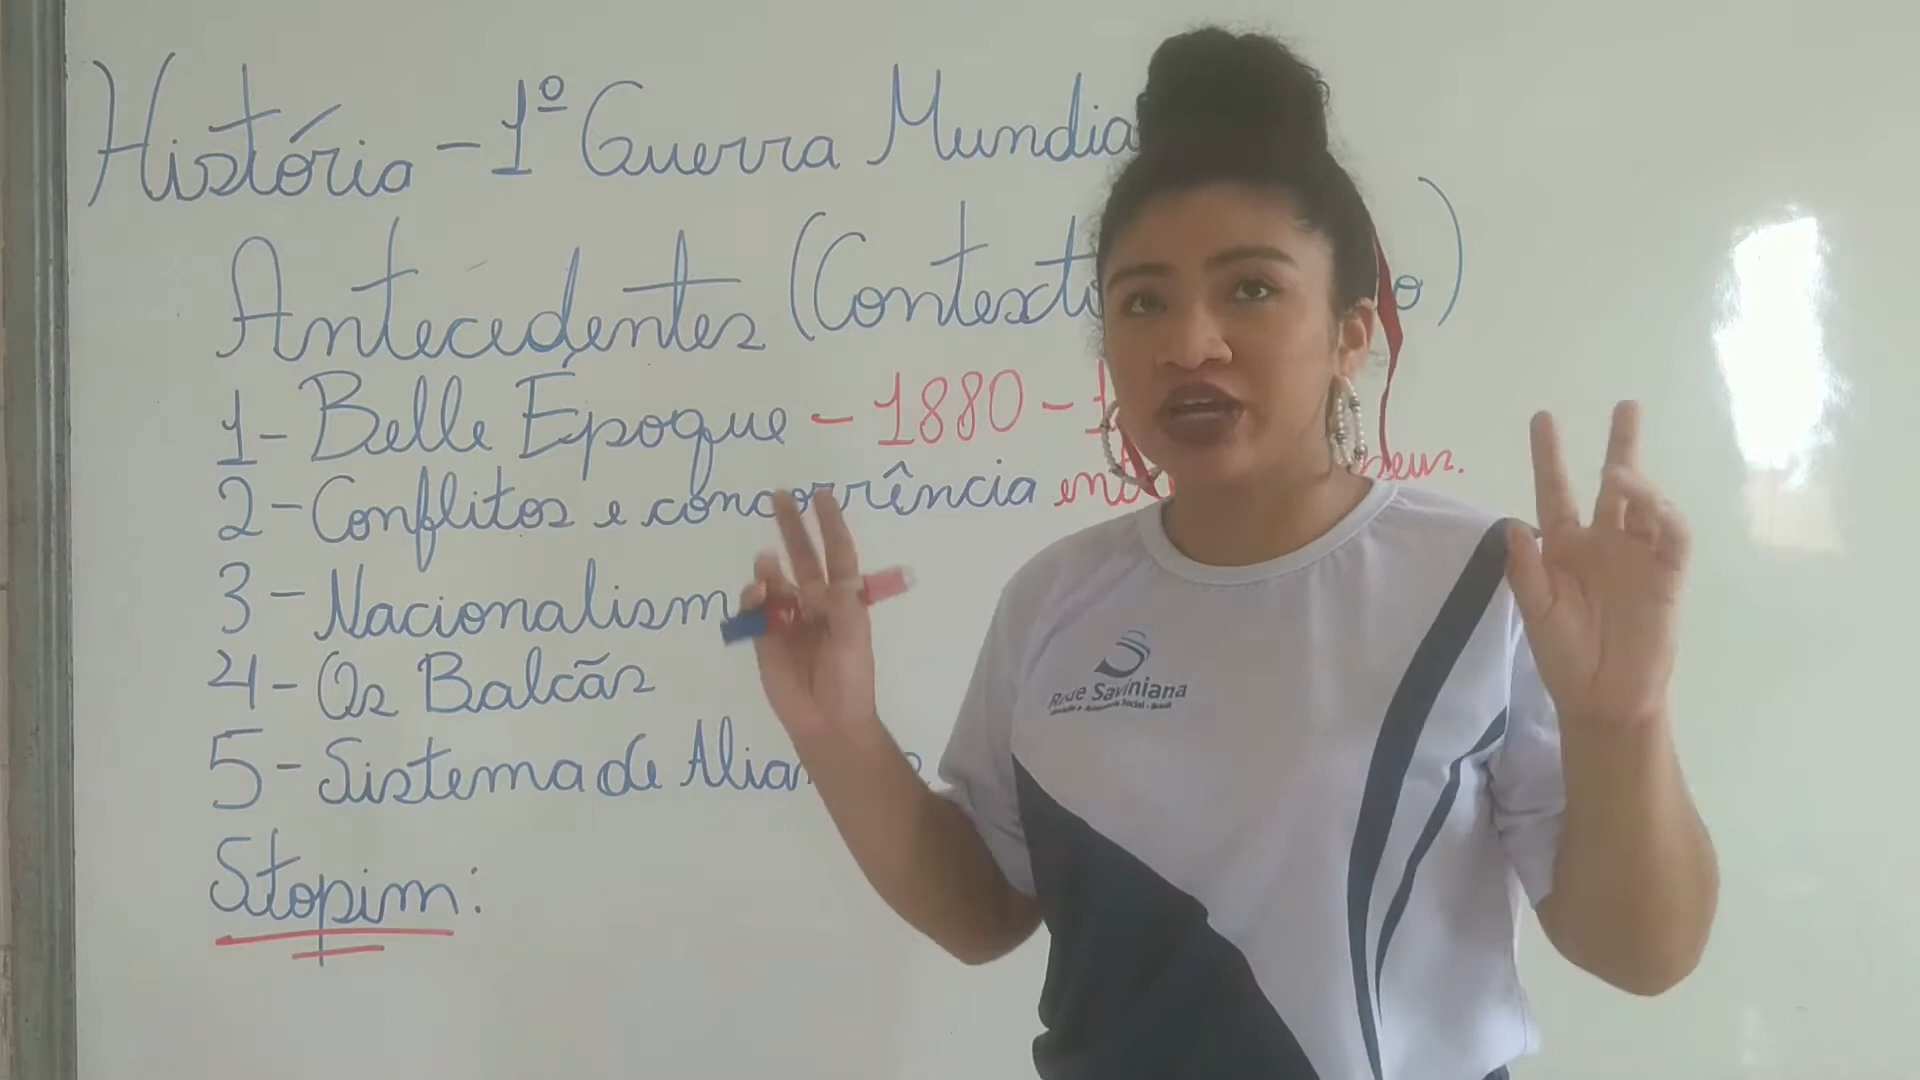 História - 1º Guerra Mundia
Antecedentes (Contexto
1- Belle Époque - 1880 - 1
2- Conflitos e concorrência
3- Nacionalism
4- Os Balcãs
5- Sistema de Alian
Stopim:
Rede Saviniana